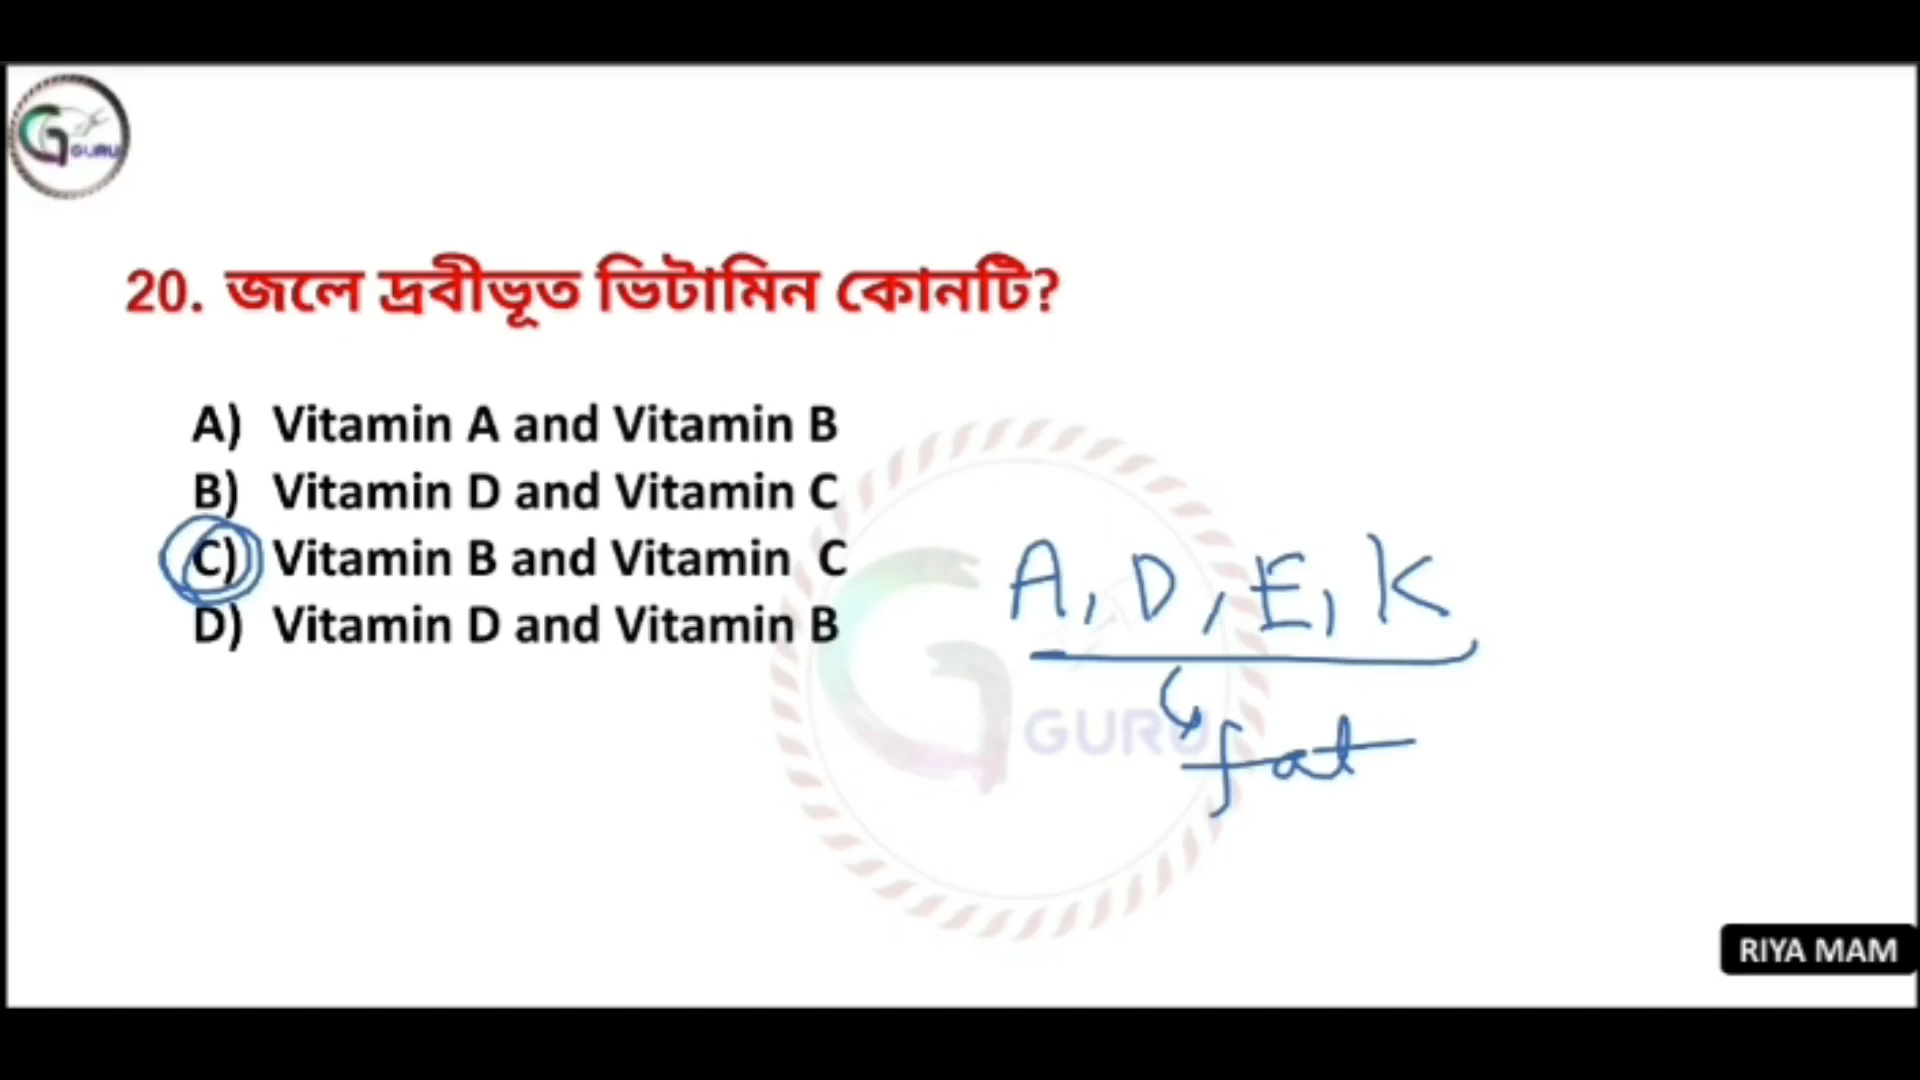 GURU
20. জলে দ্রবীভূত ভিটামিন কোনটি?
A) Vitamin A and Vitamin B
B) Vitamin D and Vitamin C
C) Vitamin B and Vitamin C
D) Vitamin D and Vitamin B
A, D, E, K
fat
GURU
RIYA MAM